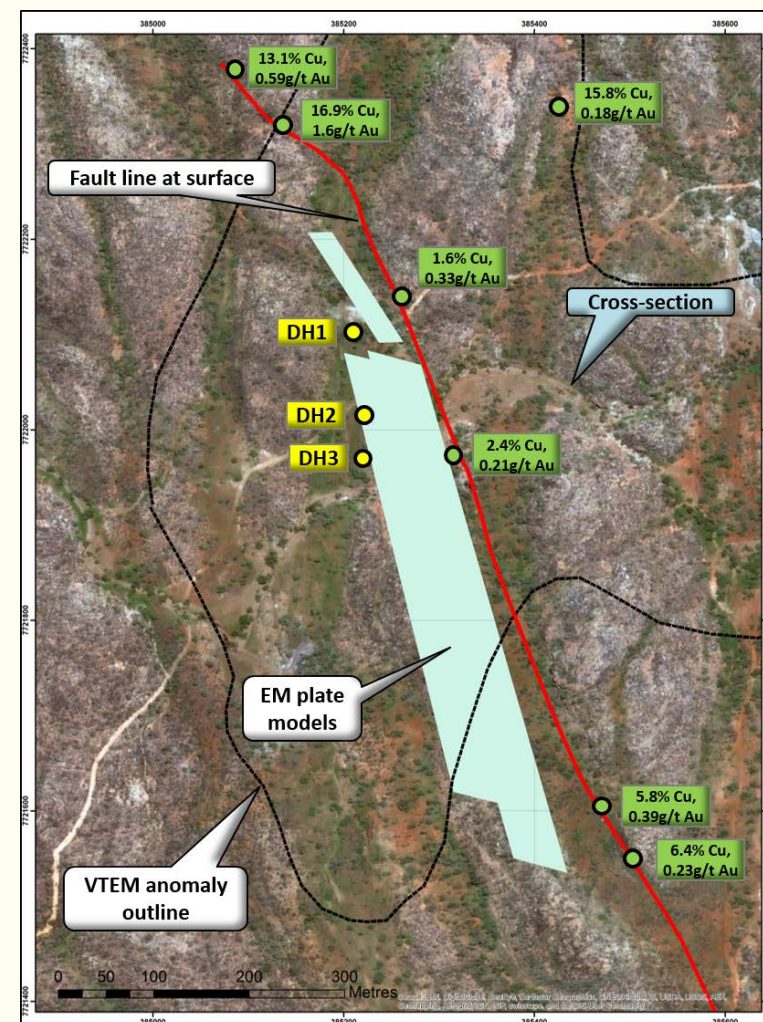 385000 385200 385400 385600
7722400
13.1% Cu,
0.59g/t Au
16.9% Cu,
1.6g/t Au
15.8% Cu,
0.18g/t Au
Fault line at surface
7722200
1.6% Cu,
0.33g/t Au
Cross-section
DH1
DH2
7722000
DH3
2.4% Cu,
0.21g/t Au
7721800
EM plate
models
7721600
5.8% Cu,
0.39g/t Au
6.4% Cu,
0.23g/t Au
VTEM anomaly
outline
0 50 100 200 300
Metres
7721400
385000 385200 385400 385600